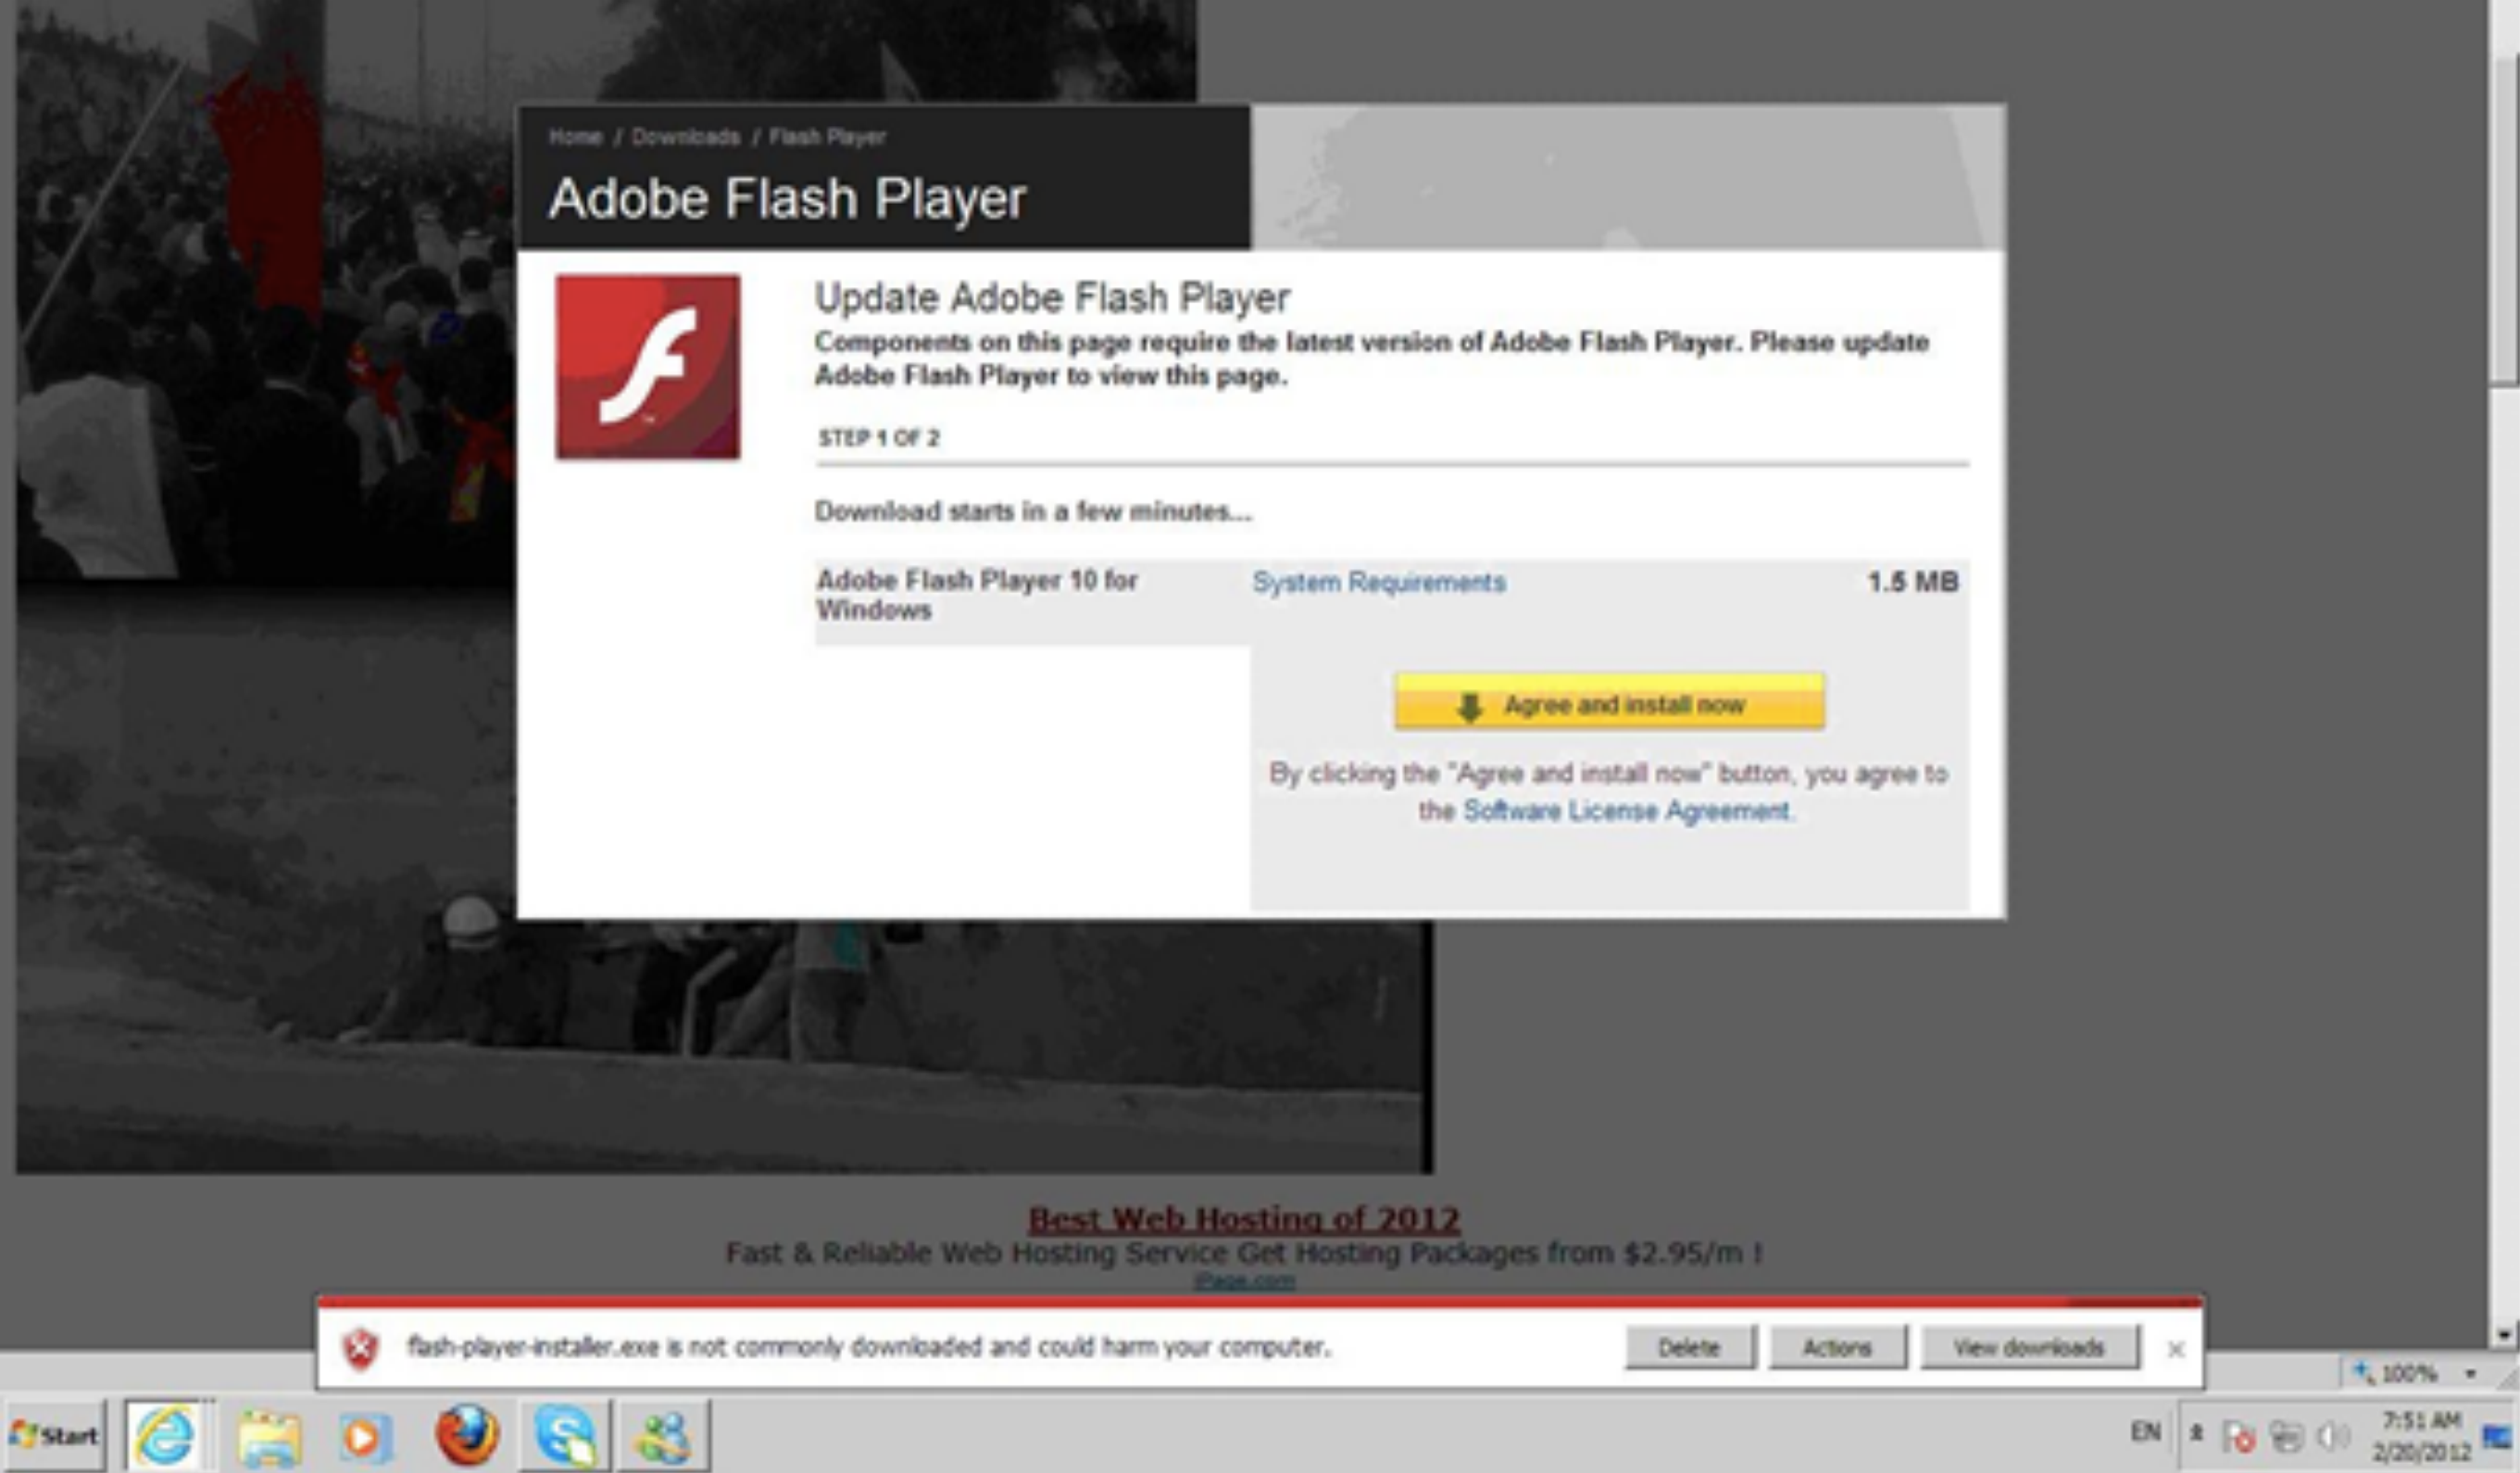 Home / Downloads / Flash Player
Adobe Flash Player
Update Adobe Flash Player
Components on this page require the latest version of Adobe Flash Player. Please update
Adobe Flash Player to view this page.
STEP 1 OF 2
Download starts in a few minutes...
Adobe Flash Player 10 for
Windows
System Requirements
1.5 MB
Agree and install now
By clicking the "Agree and install now" button, you agree to
the Software License Agreement.
Best Web Hosting of 2012
Fast & Reliable Web Hosting Service Get Hosting Packages from $2.95/m !
iPage.com
flash-player-installer.exe is not commonly downloaded and could harm your computer.
Delete
Actions
View downloads
100%
Start
EN
7:51 AM
2/20/2012